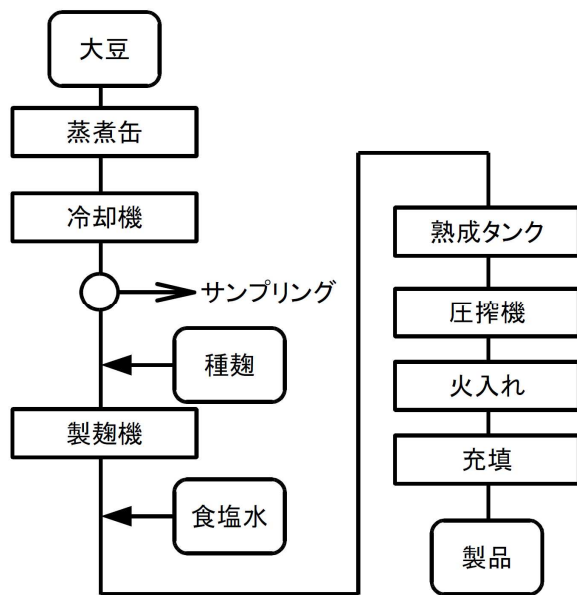 大豆
蒸煮缶
冷却機
サンプリング
種麹
製麹機
食塩水
熟成タンク
圧搾機
火入れ
充填
製品